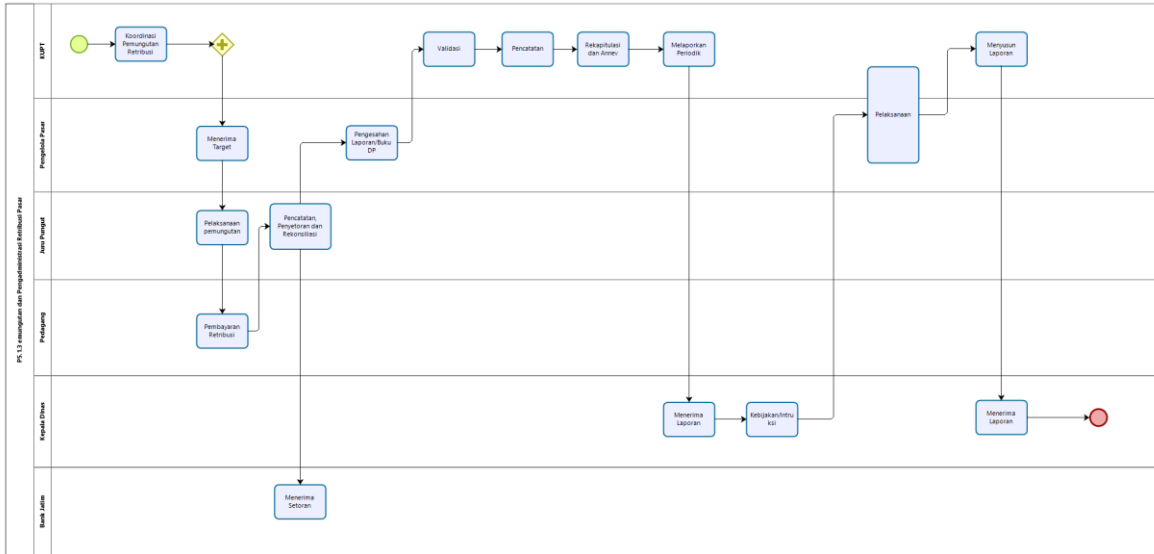 P5.1.3 emungutan dan Pengadministrasi Retribusi Pasar
KUPT
Koordinasi
Pemungutan
Retribusi
Validasi
Pencatatan
Rekapitulasi
dan Annev
Melaporkan
Periodik
Menyusun
Laporan
Pengelola Pasar
Menerima
Target
Pengesahan
Laporan/Buku
DP
Pelaksanaan
Juru Pungut
Pelaksanaan
pemungutan
Pencatatan,
Penyetoran dan
Rekonsiliasi
Pedagang
Pembayaran
Retribusi
Kepala Dinas
Menerima
Laporan
Kebijakan/Intru
ksi
Menerima
Laporan
Bank Jatim
Menerima
Setoran